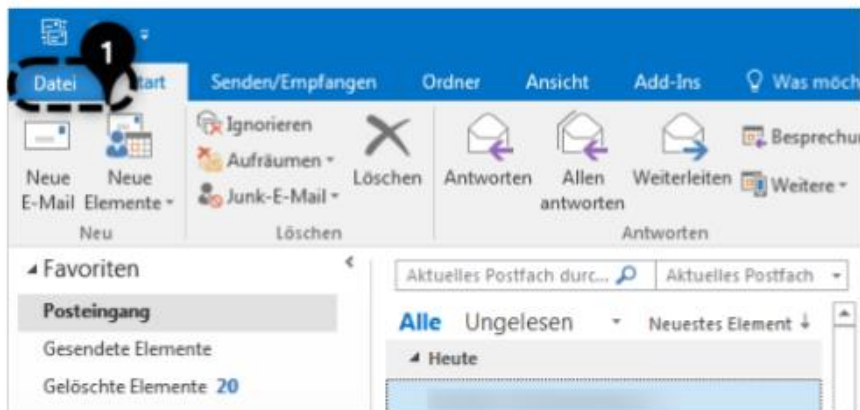 1
Datei Start Senden/Empfangen Ordner Ansicht Add-Ins Was möch
Ignorieren
Aufräumen
Junk-E-Mail
Neue E-Mail
Neue Elemente
Löschen
Antworten
Allen antworten
Weiterleiten
Besprechu
Weitere
Neu Löschen Antworten
Favoriten
Aktuelles Postfach durc... Aktuelles Postfach
Posteingang
Alle Ungelesen Neuestes Element ↓
Gesendete Elemente
Heute
Gelöschte Elemente 20